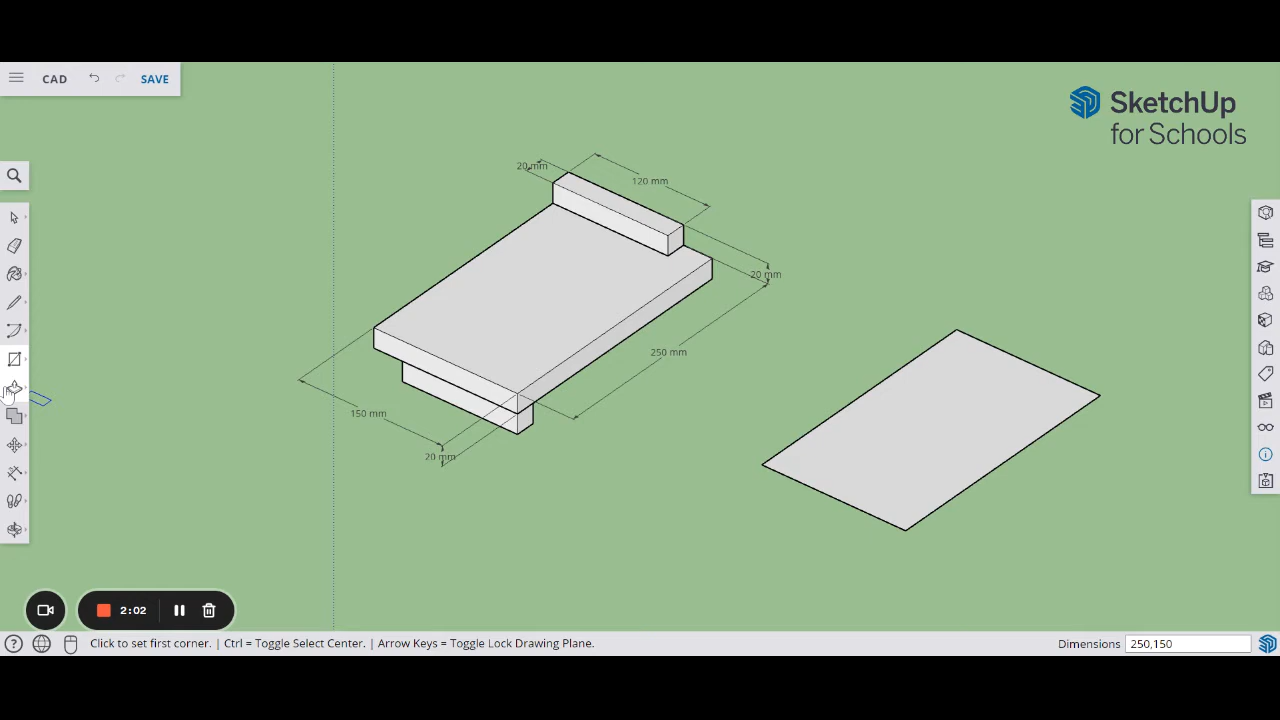 CAD SAVE
SketchUp
for Schools
20 mm
120 mm
20 mm
250 mm
150 mm
20 mm
2:02
Click to set first corner. | Ctrl = Toggle Select Center. | Arrow Keys = Toggle Lock Drawing Plane. Dimensions 250,150